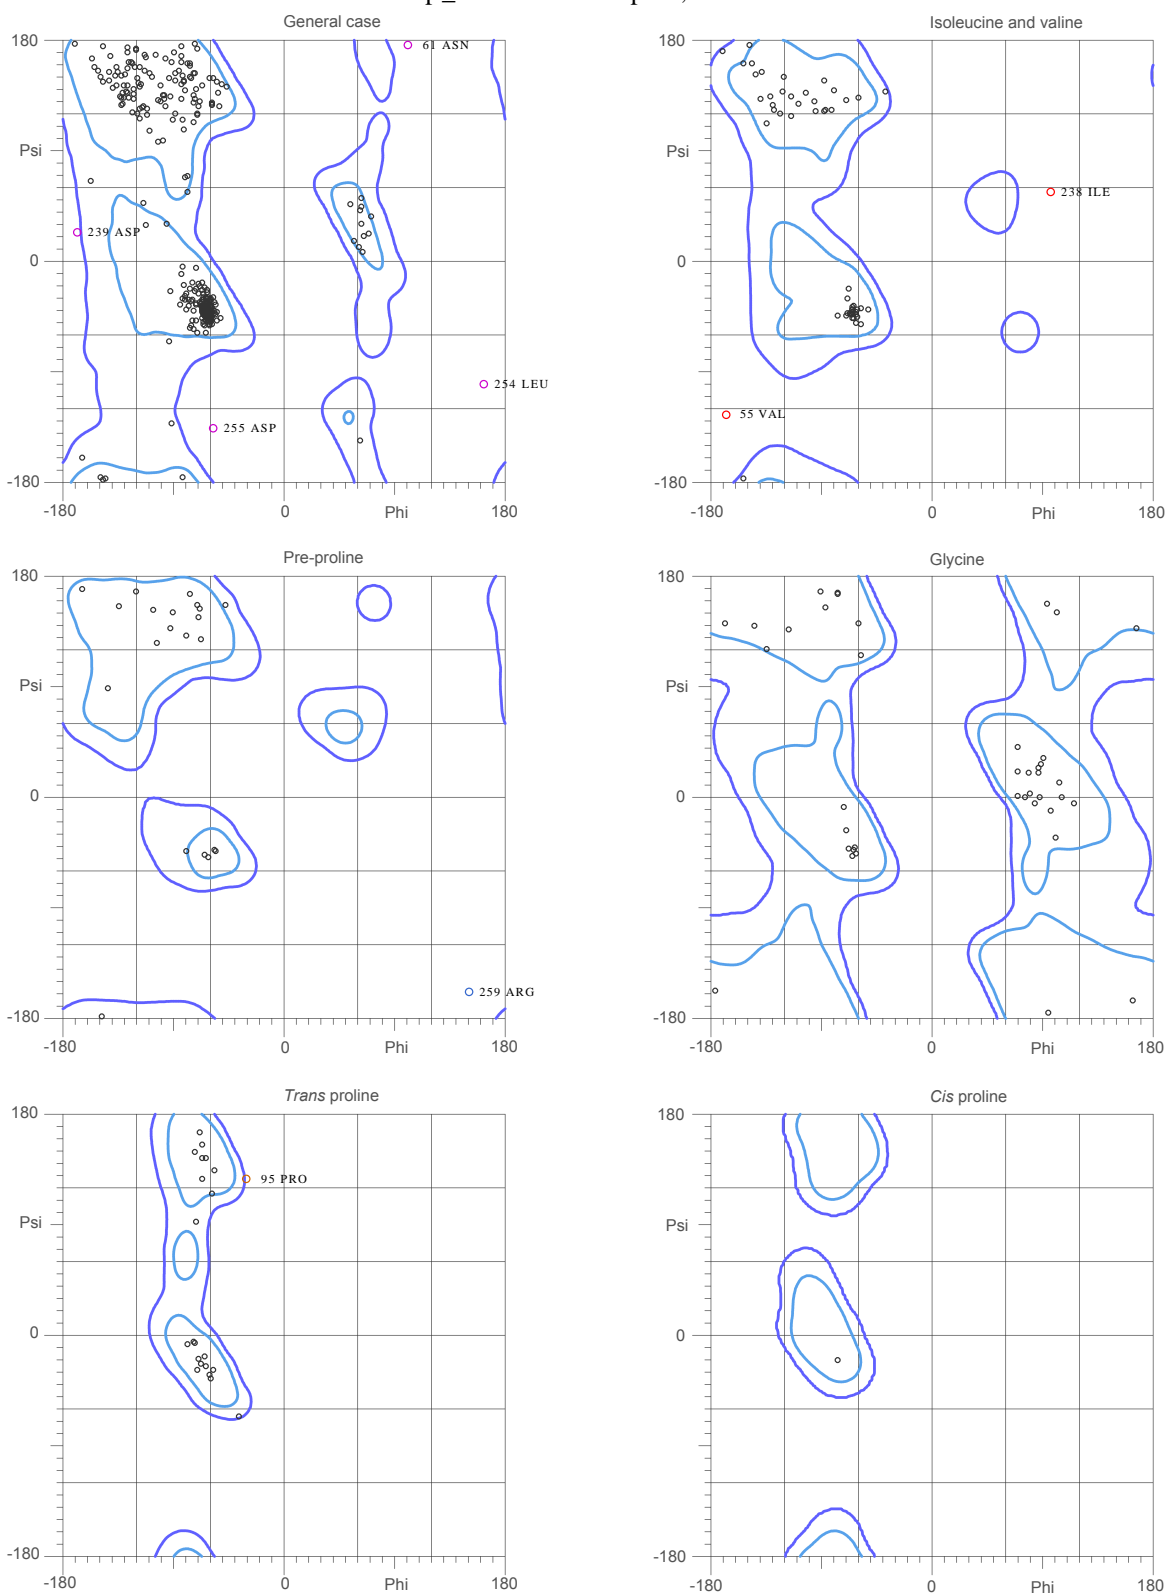 General case
180
Psi
0
-180
-180
0
Phi
180
61 ASN
239 ASP
254 LEU
255 ASP
Isoleucine and valine
180
Psi
0
-180
-180
0
Phi
180
238 ILE
55 VAL
Pre-proline
180
Psi
0
-180
-180
0
Phi
180
259 ARG
Glycine
180
Psi
0
-180
-180
0
Phi
180
Trans proline
180
Psi
0
-180
-180
0
Phi
180
95 PRO
Cis proline
180
Psi
0
-180
-180
0
Phi
180